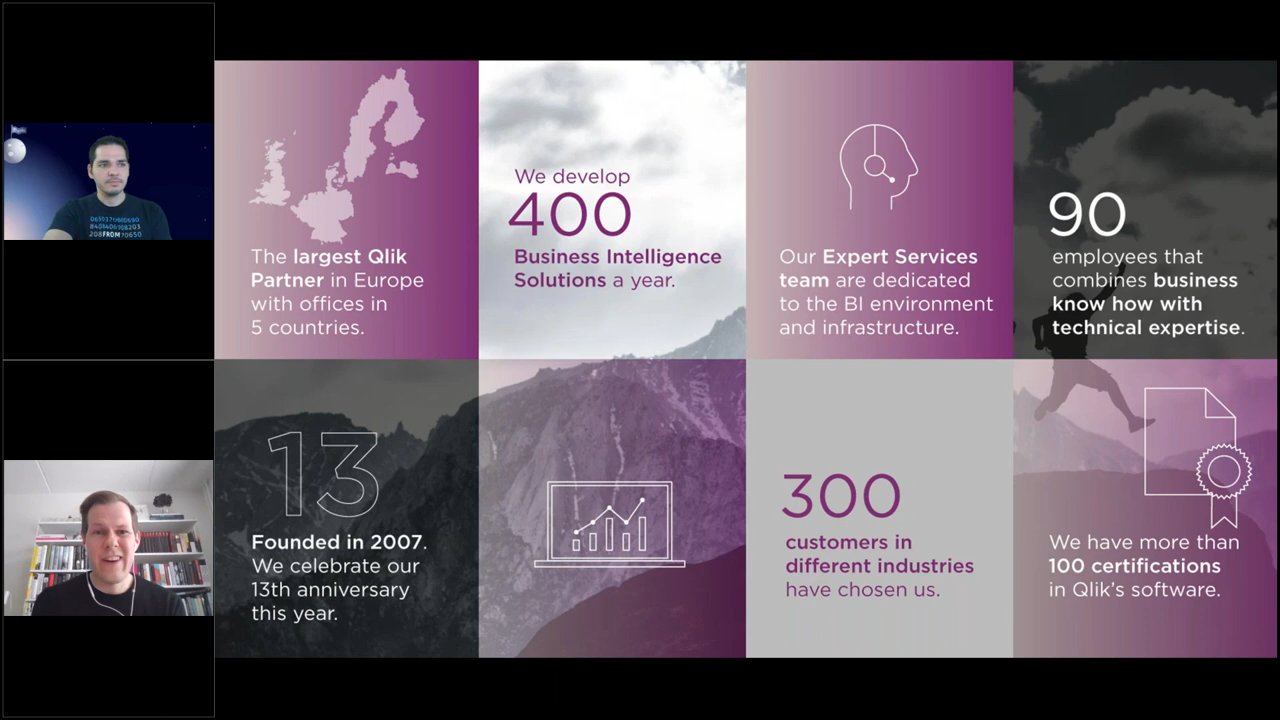 The largest Qlik
Partner in Europe
with offices in
5 countries.
We develop
400
Business Intelligence
Solutions a year.
Our Expert Services
team are dedicated
to the BI environment
and infrastructure.
90
employees that
combines business
know how with
technical expertise.
13
Founded in 2007.
We celebrate our
13th anniversary
this year.
300
customers in
different industries
have chosen us.
We have more than
100 certifications
in Qlik's software.